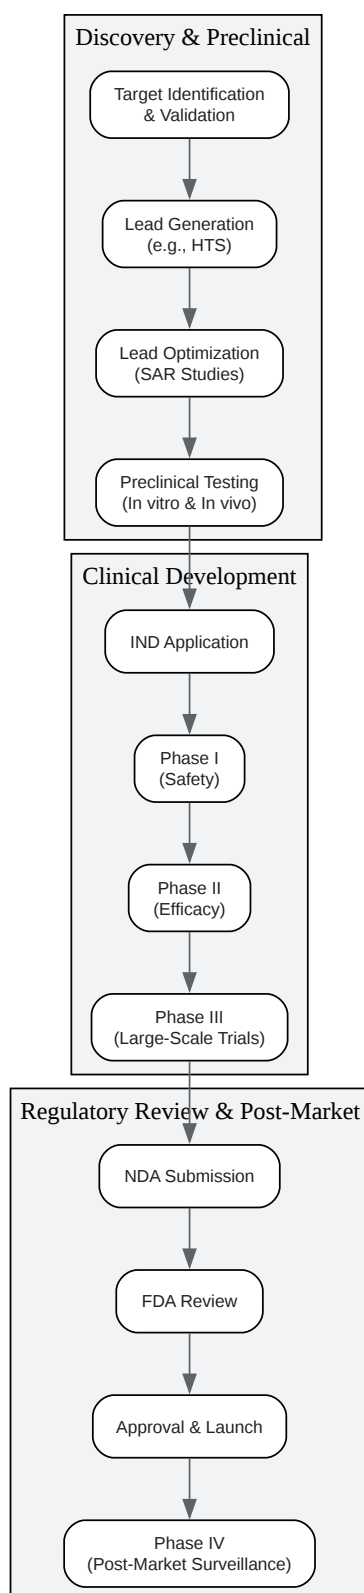 Discovery & Preclinical
Target Identification
& Validation
Lead Generation
(e.g., HTS)
Lead Optimization
(SAR Studies)
Preclinical Testing
(In vitro & In vivo)
Clinical Development
IND Application
Phase I
(Safety)
Phase II
(Efficacy)
Phase III
(Large-Scale Trials)
Regulatory Review & Post-Market
NDA Submission
FDA Review
Approval & Launch
Phase IV
(Post-Market Surveillance)